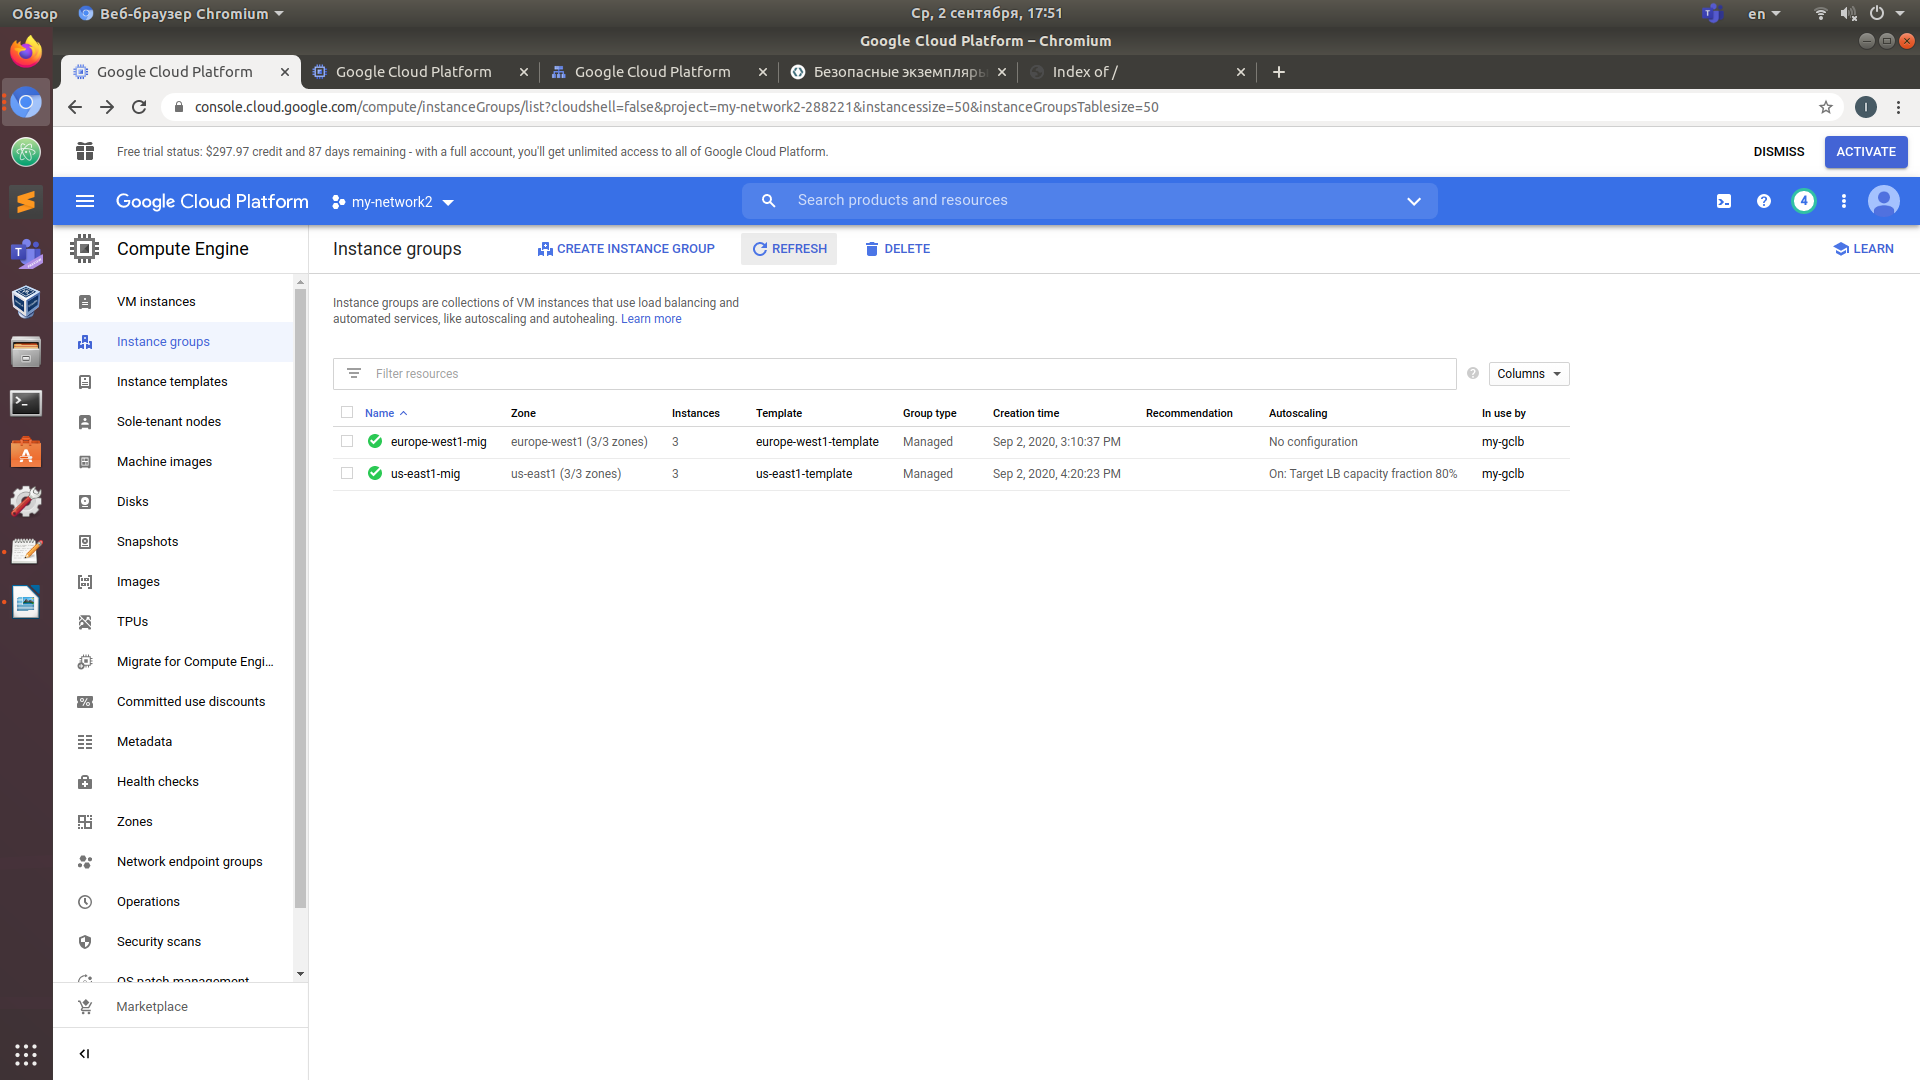 Обзор Веб-браузер Chromium Ср, 2 сентября, 17:51 en
Google Cloud Platform – Chromium
Google Cloud Platform Google Cloud Platform Google Cloud Platform Безопасные экземпляры Index of /
console.cloud.google.com/compute/instanceGroups/list?cloudshell=false&project=my-network2-288221&instancessize=50&instanceGroupsTablesize=50 I
Free trial status: $297.97 credit and 87 days remaining - with a full account, you'll get unlimited access to all of Google Cloud Platform. DISMISS ACTIVATE
Google Cloud Platform my-network2 Search products and resources 4
Compute Engine
Instance groups CREATE INSTANCE GROUP REFRESH DELETE LEARN
VM instances
Instance groups
Instance templates
Sole-tenant nodes
Machine images
Disks
Snapshots
Images
TPUs
Migrate for Compute Engi...
Committed use discounts
Metadata
Health checks
Zones
Network endpoint groups
Operations
Security scans
OS patch management
Marketplace
Instance groups are collections of VM instances that use load balancing and
automated services, like autoscaling and autohealing. Learn more
Filter resources Columns
Name Zone Instances Template Group type Creation time Recommendation Autoscaling In use by
europe-west1-mig europe-west1 (3/3 zones) 3 europe-west1-template Managed Sep 2, 2020, 3:10:37 PM No configuration my-gclb
us-east1-mig us-east1 (3/3 zones) 3 us-east1-template Managed Sep 2, 2020, 4:20:23 PM On: Target LB capacity fraction 80% my-gclb